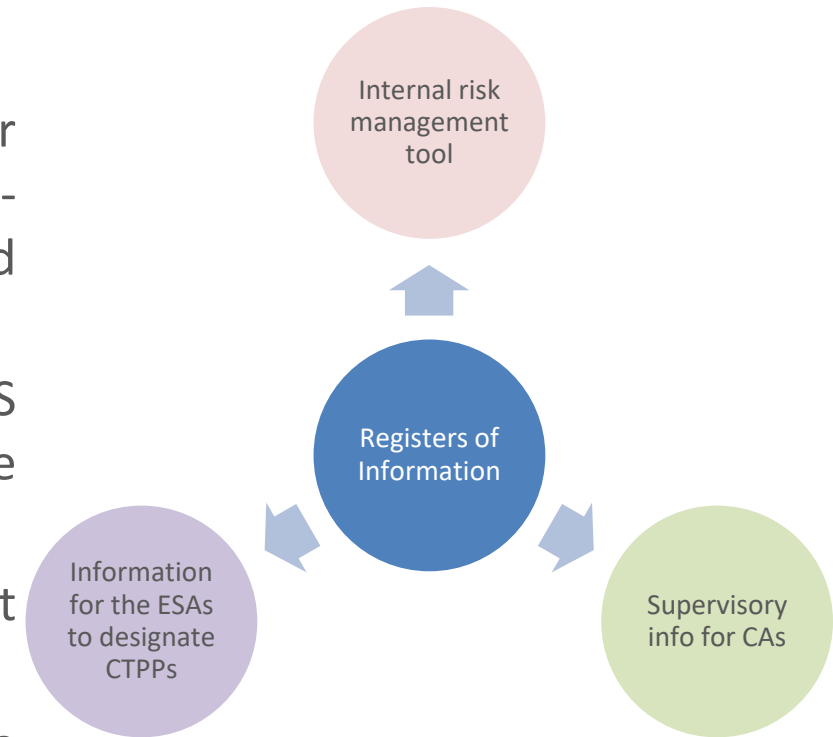 Internal risk
management
tool
r
-
d
Registers of
Information
S
e
Information
for the ESAs
to designate
CTPPs
t
Supervisory
info for CAs